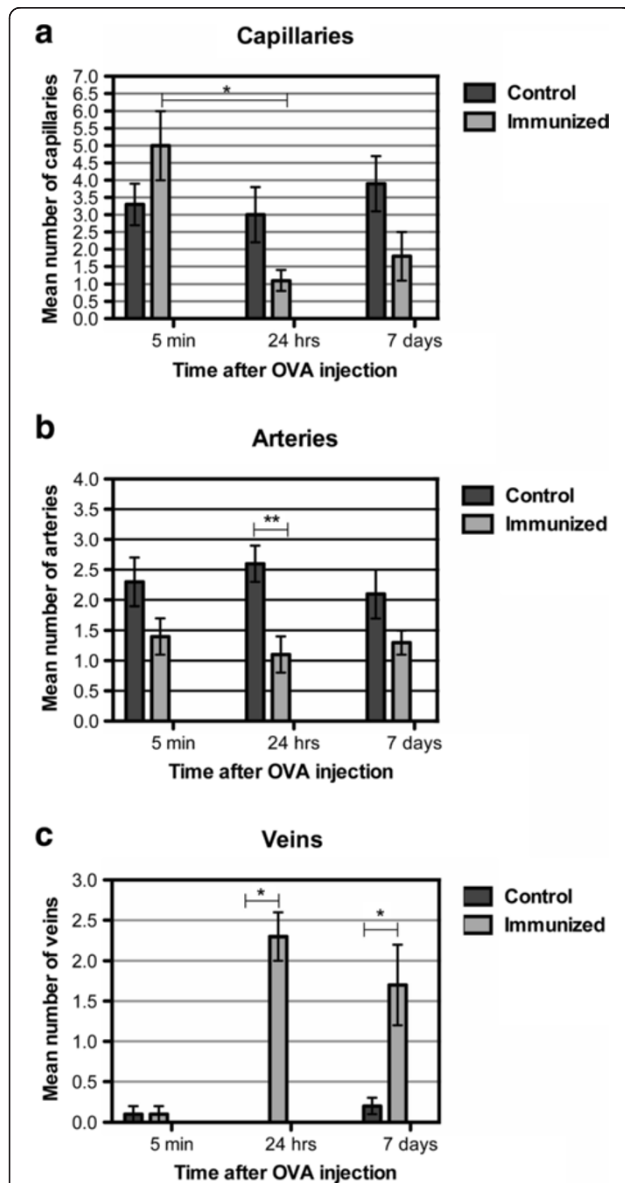 a
Capillaries
Mean number of capillaries
7.0
6.5
6.0
5.5
5.0
4.5
4.0
3.5
3.0
2.5
2.0
1.5
1.0
0.5
0.0
*
Control
Immunized
5 min 24 hrs 7 days
Time after OVA injection
b
Arteries
Mean number of arteries
4.0
3.5
3.0
2.5
2.0
1.5
1.0
0.5
0.0
**
Control
Immunized
5 min 24 hrs 7 days
Time after OVA injection
c
Veins
Mean number of veins
3.0
2.5
2.0
1.5
1.0
0.5
0.0
* *
Control
Immunized
5 min 24 hrs 7 days
Time after OVA injection